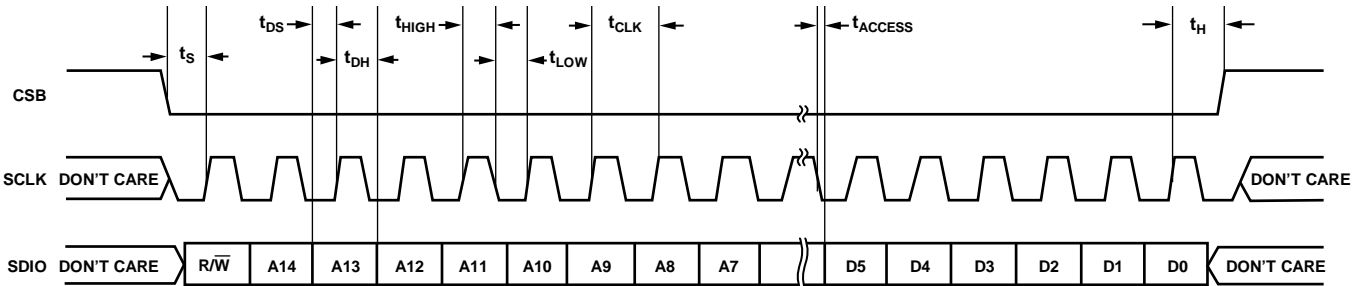 tDS tHIGH tCLK tACCESS tH
tS tDH tLOW
CSB
SCLK DON'T CARE DON'T CARE
SDIO DON'T CARE R/W̅ A14 A13 A12 A11 A10 A9 A8 A7 D5 D4 D3 D2 D1 D0 DON'T CARE